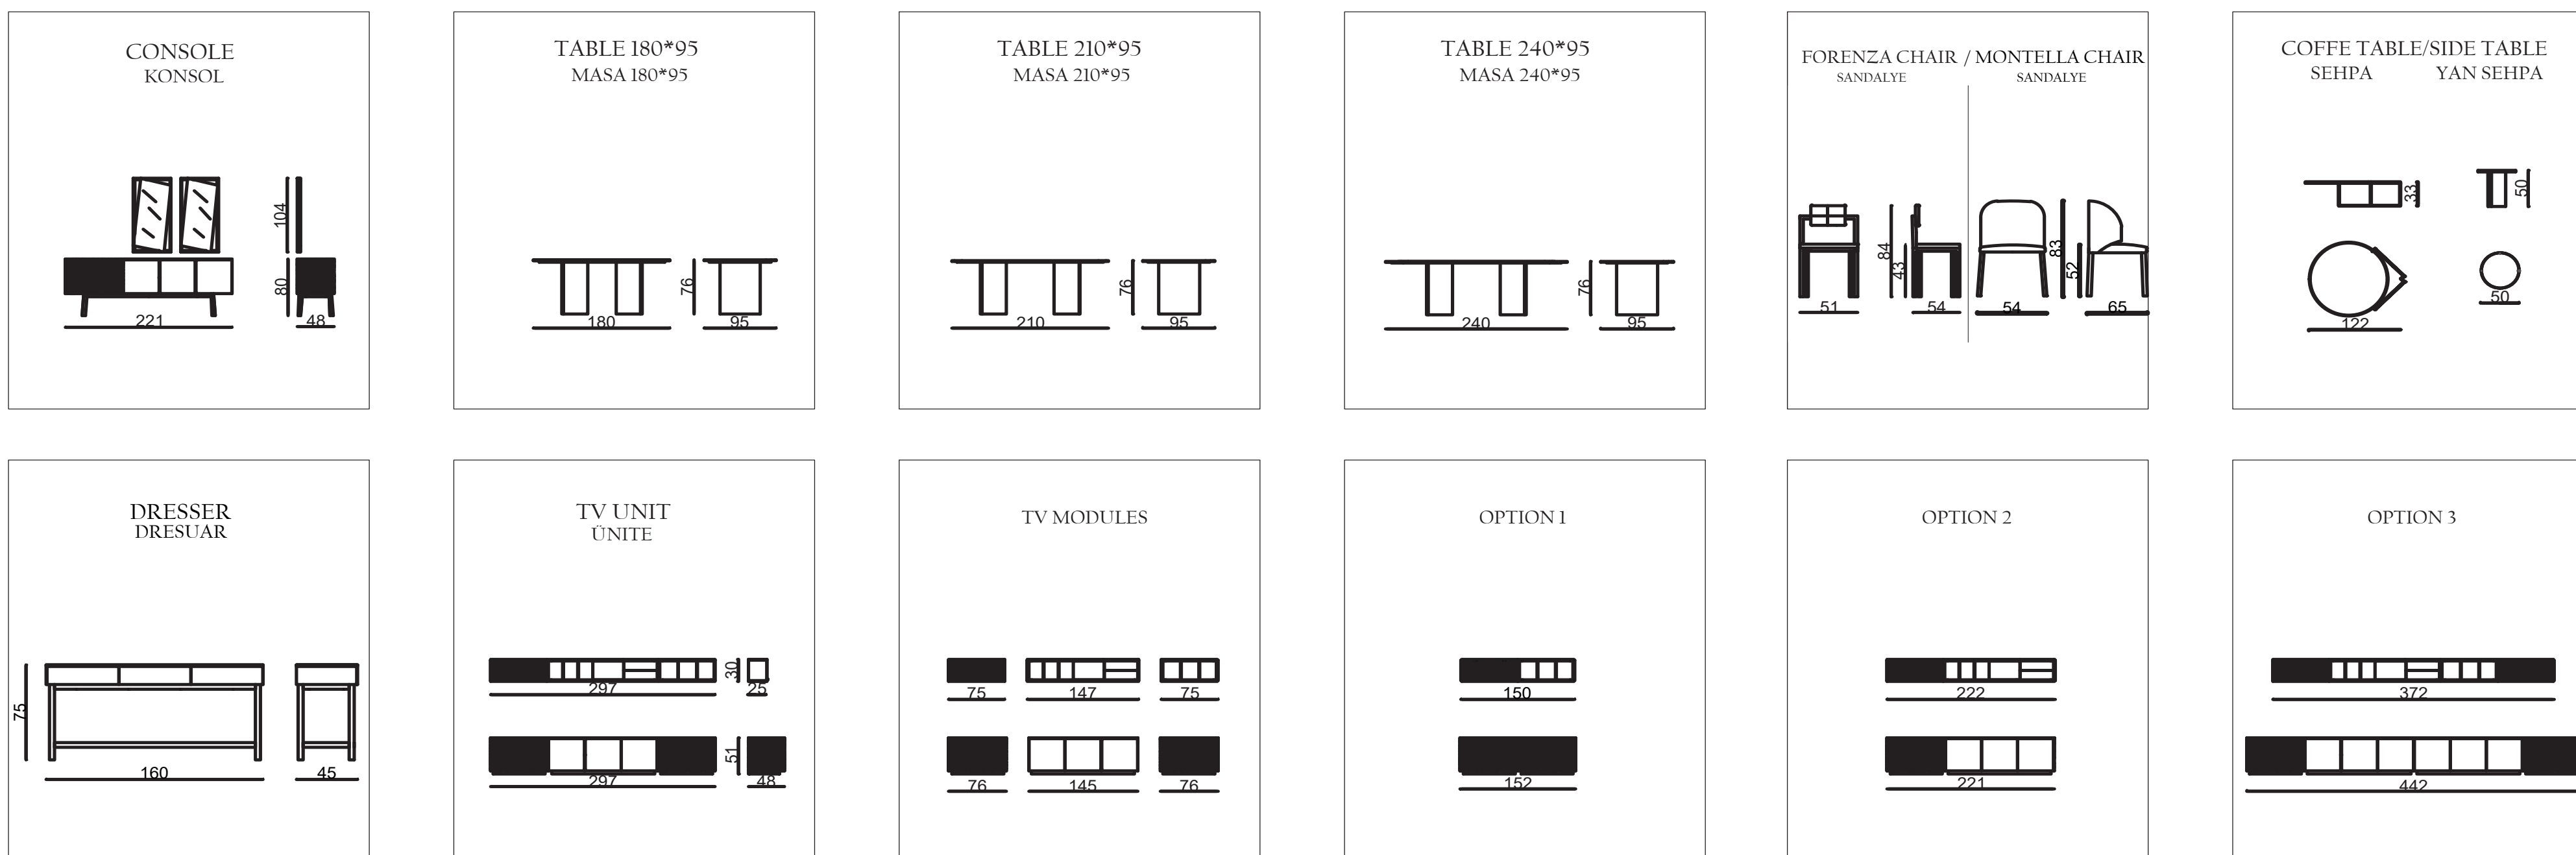 CONSOLE
KONSOL
104
80
221
48
TABLE 180*95
MASA 180*95
76
180
95
TABLE 210*95
MASA 210*95
76
210
95
TABLE 240*95
MASA 240*95
76
240
95
FORENZA CHAIR / MONTELLA CHAIR
SANDALYE SANDALYE
84
43
51
54
83
52
54
65
COFFE TABLE/SIDE TABLE
SEHPA YAN SEHPA
33
50
122
50
DRESSER
DRESUAR
75
160
45
TV UNIT
ÜNITE
30
297
25
51
297
48
TV MODULES
75 147 75
76 145 76
OPTION 1
150
152
OPTION 2
222
221
OPTION 3
372
442